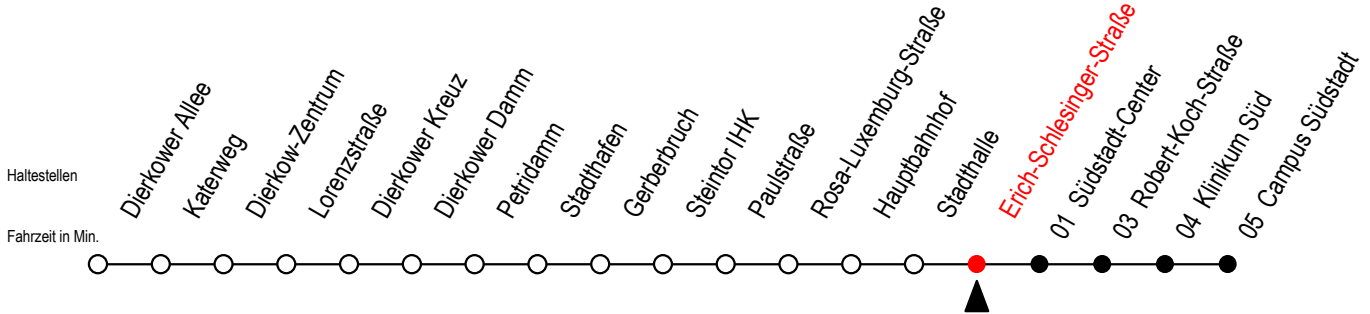 Haltestellen
Fahrzeit in Min.
Dierkower Allee
Katerweg
Dierkow-Zentrum
Lorenzstraße
Dierkower Kreuz
Dierkower Damm
Petridamm
Stadthafen
Gerberbruch
Steintor IHK
Paulstraße
Rosa-Luxemburg-Straße
Hauptbahnhof
Stadthalle
Erich-Schlesinger-Straße
01 Südstadt-Center
03 Robert-Koch-Straße
04 Klinikum Süd
05 Campus Südstadt